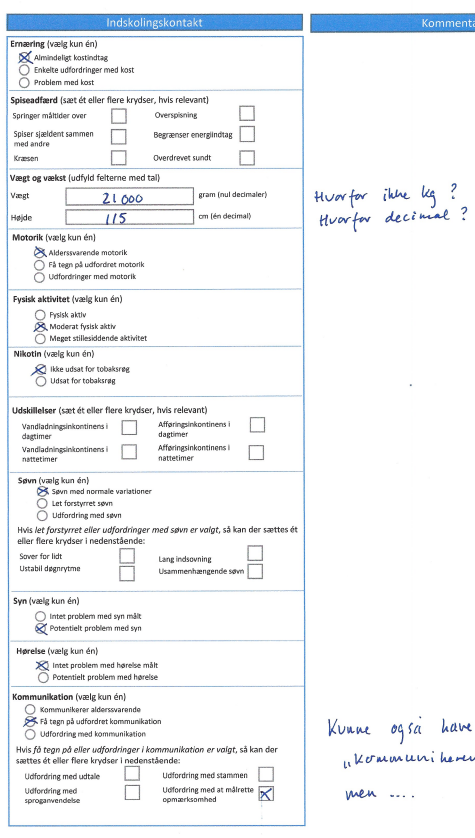 Indskolingskontakt
Ernæring (vælg kun én)
Almindeligt kostindtag
Enkelte udfordringer med kost
Problem med kost
Spiseadfærd (sæt ét eller flere krydser, hvis relevant)
Springer måltider over
Overspisning
Spiser sjældent sammen
med andre
Begrænser energiindtag
Kræsen
Overdrevet sundt
Vægt og vækst (udfyld felterne med tal)
Vægt
21000
gram (nul decimaler)
Højde
115
cm (én decimal)
Motorik (vælg kun én)
Alderssvarende motorik
Få tegn på udfordret motorik
Udfordringer med motorik
Fysisk aktivitet (vælg kun én)
Fysisk aktiv
Moderat fysisk aktiv
Meget stillesiddende aktivitet
Nikotin (vælg kun én)
Ikke udsat for tobaksrøg
Udsat for tobaksrøg
Udskillelser (sæt ét eller flere krydser, hvis relevant)
Vandladningsinkontinens i
dagtimer
Afføringsinkontinens i
dagtimer
Vandladningsinkontinens i
nattetimer
Afføringsinkontinens i
nattetimer
Søvn (vælg kun én)
Søvn med normale variationer
Let forstyrret søvn
Udfordring med søvn
Hvis let forstyrret eller udfordringer med søvn er valgt, så kan der sættes ét
eller flere krydser i nedenstående:
Sover for lidt
Lang indsovning
Ustabil døgnrytme
Usammenhængende søvn
Syn (vælg kun én)
Intet problem med syn målt
Potentielt problem med syn
Hørelse (vælg kun én)
Intet problem med hørelse målt
Potentielt problem med hørelse
Kommunikation (vælg kun én)
Kommunikerer alderssvarende
Få tegn på udfordret kommunikation
Udfordring med kommunikation
Hvis få tegn på eller udfordringer i kommunikation er valgt, så kan der
sættes ét eller flere krydser i nedenstående:
Udfordring med udtale
Udfordring med stammen
Udfordring med
sproganvendelse
Udfordring med at målrette
opmærksomhed
Kommenta
Hvorfor ikke kg ?
Hvorfor decimal ?
Kunne også have
"Kommunikerer
men ....